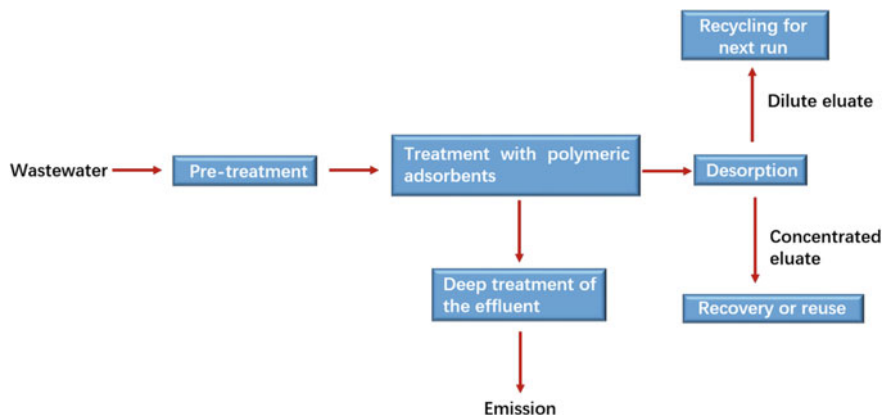 Recycling for
next run
Dilute eluate
Wastewater
Pre-treatment
Treatment with polymeric
adsorbents
Desorption
Concentrated
eluate
Deep treatment of
the effluent
Recovery or reuse
Emission